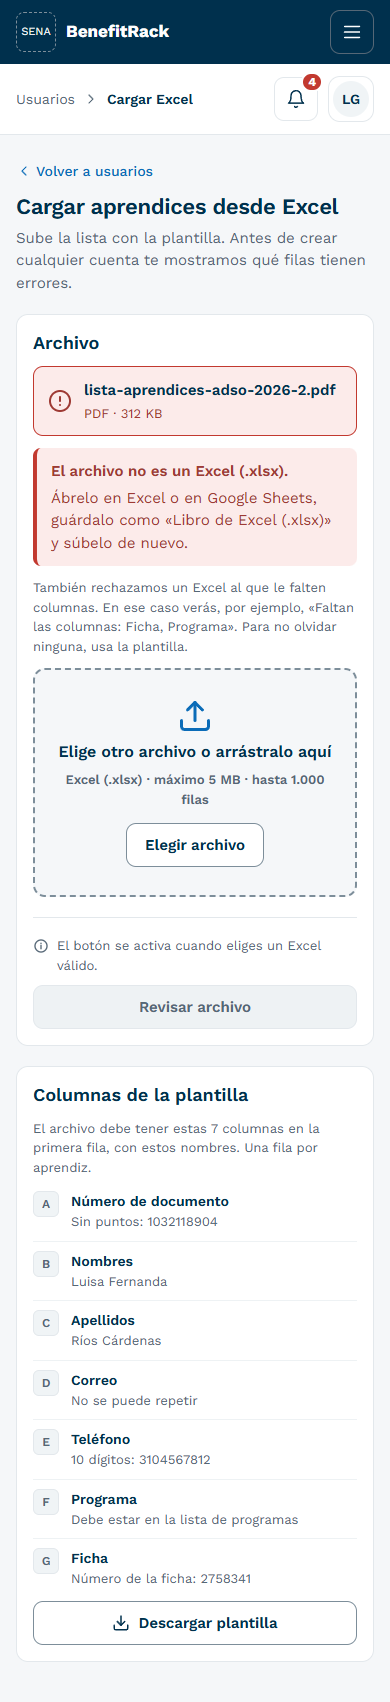 SENA BenefitRack
Usuarios > Cargar Excel
4
LG
Volver a usuarios
Cargar aprendices desde Excel
Sube la lista con la plantilla. Antes de crear
cualquier cuenta te mostramos qué filas tienen
errores.
Archivo
lista-aprendices-adso-2026-2.pdf
PDF · 312 KB
El archivo no es un Excel (.xlsx).
Ábrelo en Excel o en Google Sheets,
guárdalo como «Libro de Excel (.xlsx)»
y súbelo de nuevo.
También rechazamos un Excel al que le falten
columnas. En ese caso verás, por ejemplo, «Faltan
las columnas: Ficha, Programa». Para no olvidar
ninguna, usa la plantilla.
Elige otro archivo o arrástralo aquí
Excel (.xlsx) · máximo 5 MB · hasta 1.000
filas
Elegir archivo
El botón se activa cuando eliges un Excel
válido.
Revisar archivo
Columnas de la plantilla
El archivo debe tener estas 7 columnas en la
primera fila, con estos nombres. Una fila por
aprendiz.
A Número de documento
Sin puntos: 1032118904
B Nombres
Luisa Fernanda
C Apellidos
Ríos Cárdenas
D Correo
No se puede repetir
E Teléfono
10 dígitos: 3104567812
F Programa
Debe estar en la lista de programas
G Ficha
Número de la ficha: 2758341
Descargar plantilla